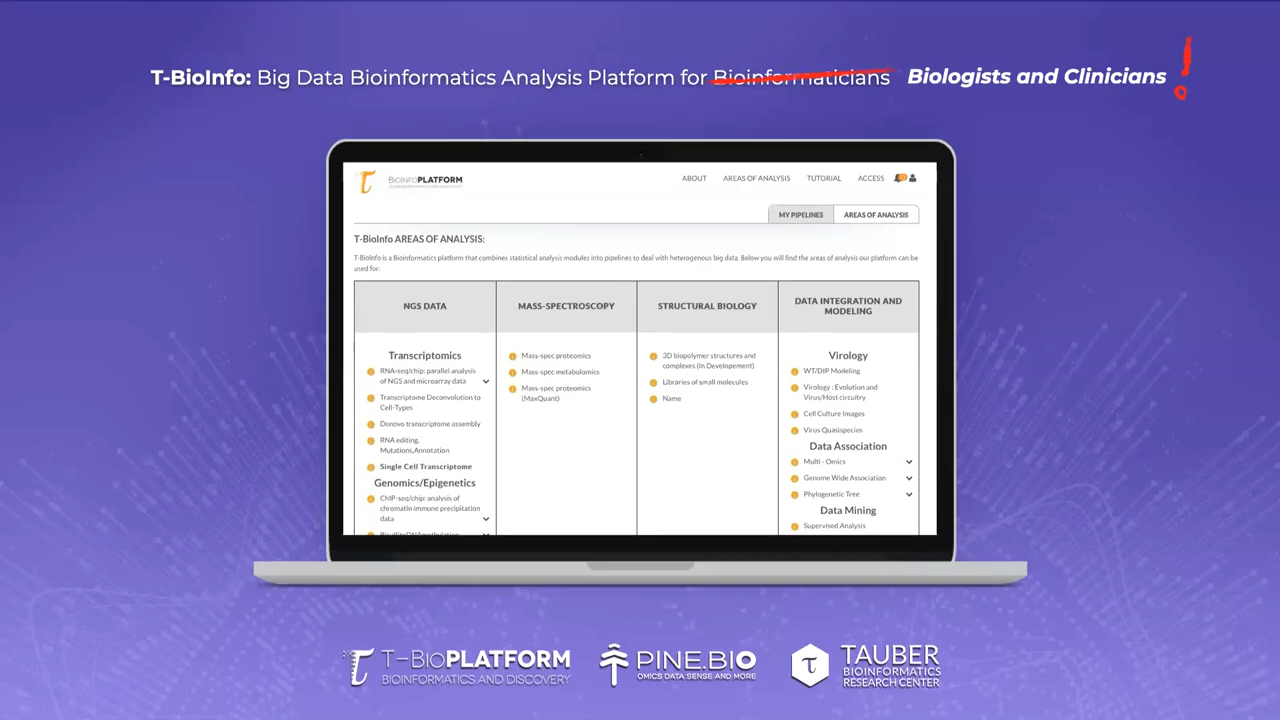 T-BioInfo: Big Data Bioinformatics Analysis Platform for Bioinformaticians Biologists and Clinicians!
BIOINFOPLATFORM
ABOUT AREAS OF ANALYSIS TUTORIAL ACCESS
MY PIPELINES AREAS OF ANALYSIS
T-BioInfo AREAS OF ANALYSIS:
T-BioInfo is a Bioinformatics platform that combines statistical analysis modules into pipelines to deal with heterogenous big data. Below you will find the areas of analysis our platform can be
used for:
NGS DATA
Transcriptomics
RNA-seq/chip: parallel analysis
of NGS and microarray data
Transcriptome Deconvolution to
Cell-Types
Denovo transcriptome assembly
RNA editing,
Mutations,Annotation
Single Cell Transcriptome
Genomics/Epigenetics
ChIP-seq/chip: analysis of
chromatin immune precipitation
data
MASS-SPECTROSCOPY
Mass-spec proteomics
Mass-spec metabolomics
Mass-spec proteomics
(MaxQuant)
STRUCTURAL BIOLOGY
3D biopolymer structures and
complexes (In Developement)
Libraries of small molecules
Name
DATA INTEGRATION AND
MODELING
Virology
WT/DIP Modeling
Virology : Evolution and
Virus/Host circuitry
Cell Culture Images
Virus Quasispecies
Data Association
Multi - Omics
Genome Wide Association
Phylogenetic Tree
Data Mining
Supervised Analysis
T-BIOPLATFORM
BIOINFORMATICS AND DISCOVERY
PINE.BIO
OMICS DATA SENSE AND MORE
TAUBER
BIOINFORMATICS
RESEARCH CENTER